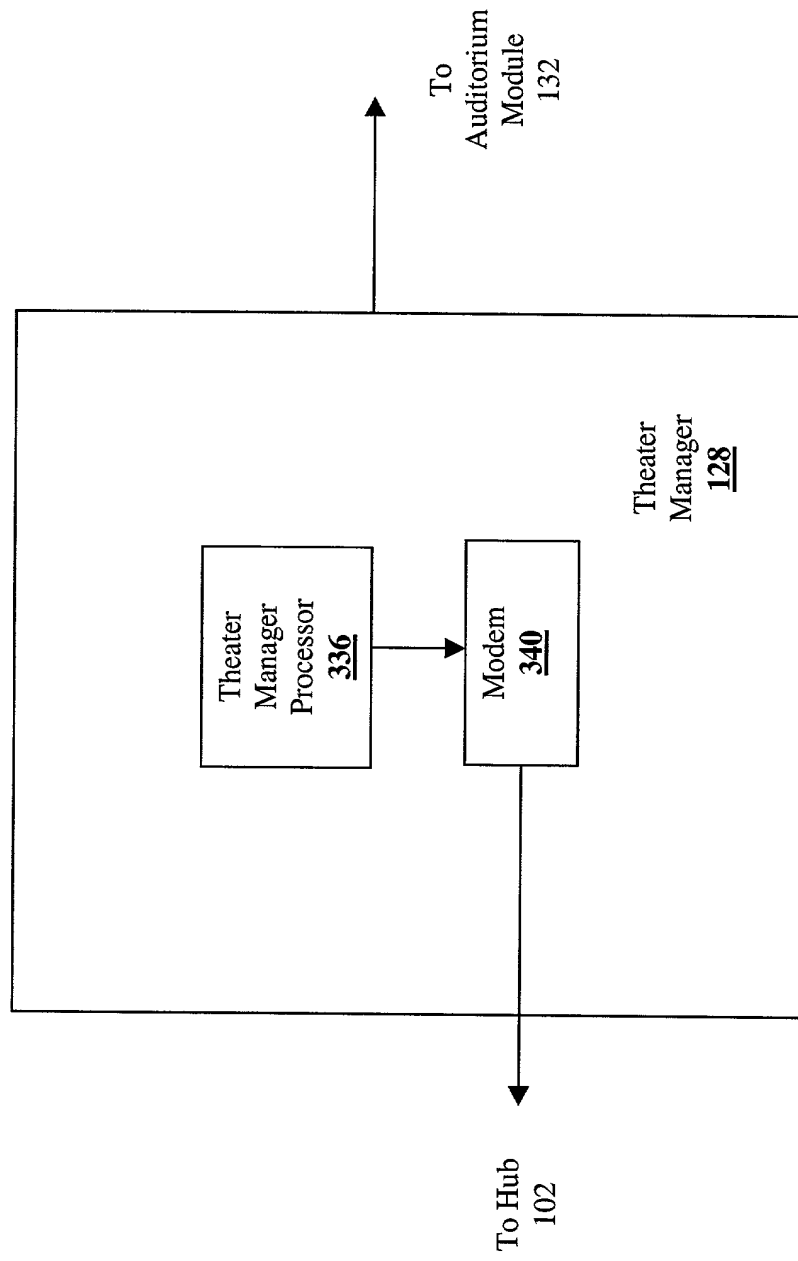 Theater
Manager
Processor
336
Modem
340
Theater
Manager
128
To Hub
102
To
Auditorium
Module
132